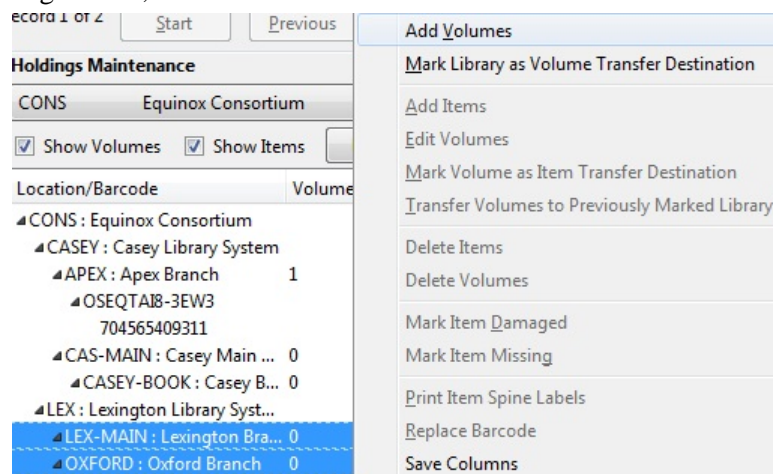 ecord 1 of 2 Start Previous
Holdings Maintenance
CONS Equinox Consortium
Show Volumes Show Items
Location/Barcode Volume
CONS : Equinox Consortium
CASEY : Casey Library System
APEX : Apex Branch 1
OSEQTAI8-3EW3
704565409311
CAS-MAIN : Casey Main ... 0
CASEY-BOOK : Casey B... 0
LEX : Lexington Library Syst...
LEX-MAIN : Lexington Bra... 0
OXFORD : Oxford Branch 0
Add Volumes
Mark Library as Volume Transfer Destination
Add Items
Edit Volumes
Mark Volume as Item Transfer Destination
Transfer Volumes to Previously Marked Library
Delete Items
Delete Volumes
Mark Item Damaged
Mark Item Missing
Print Item Spine Labels
Replace Barcode
Save Columns